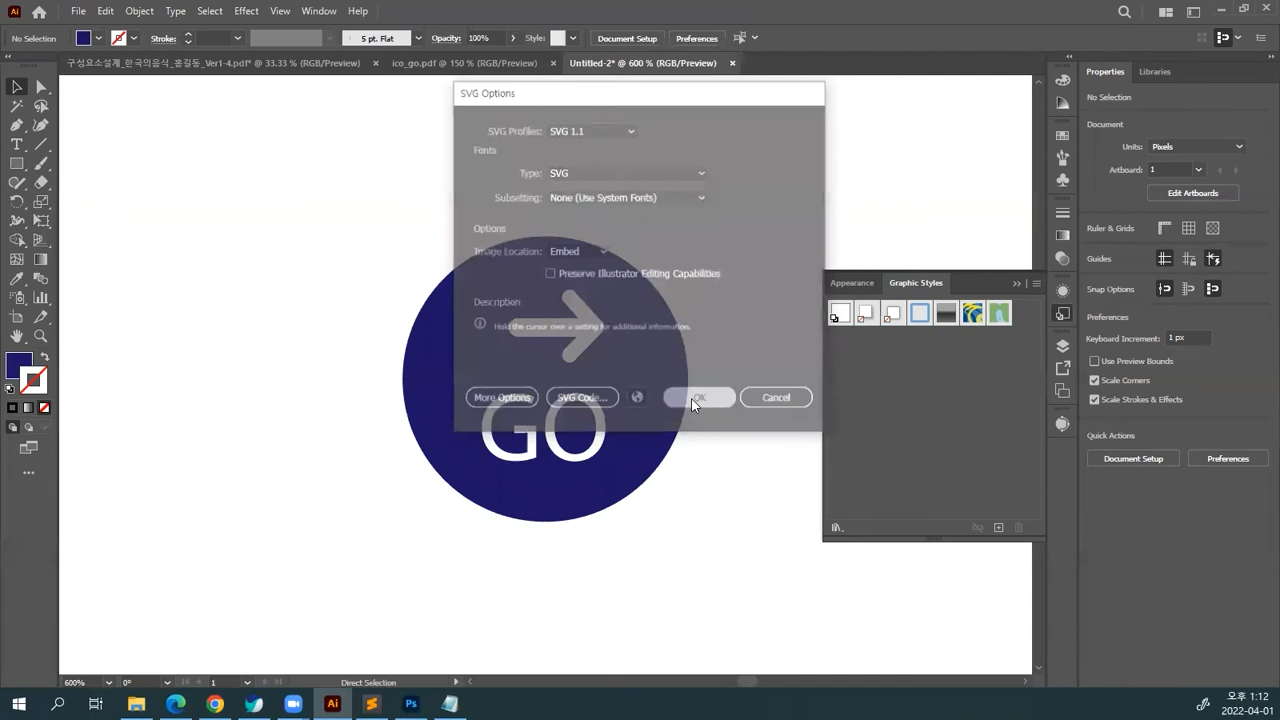 Ai File Edit Object Type Select Effect View Window Help
No Selection Stroke: 5 pt. Flat Opacity: 100% Style: Document Setup Preferences
구성요소설계_한국의음식_홍길동_Ver1-4.pdf* @ 33.33 % (RGB/Preview) × ico_go.pdf @ 150 % (RGB/Preview) × Untitled-2* @ 600 % (RGB/Preview) ×
SVG Options
SVG Profiles: SVG 1.1
Fonts
Type: SVG
Subsetting: None (Use System Fonts)
Options
Image Location: Embed
Preserve Illustrator Editing Capabilities
Description
Hold the cursor over a setting for additional information.
More Options SVG Code... OK Cancel
GO
Appearance Graphic Styles
Properties Libraries
No Selection
Document
Units: Pixels
Artboard: 1
Edit Artboards
Ruler & Grids
Guides
Snap Options
Preferences
Keyboard Increment: 1 px
Use Preview Bounds
Scale Corners
Scale Strokes & Effects
Quick Actions
Document Setup Preferences
600% 0° 1 Direct Selection
Ai Ps
오후 1:12
2022-04-01